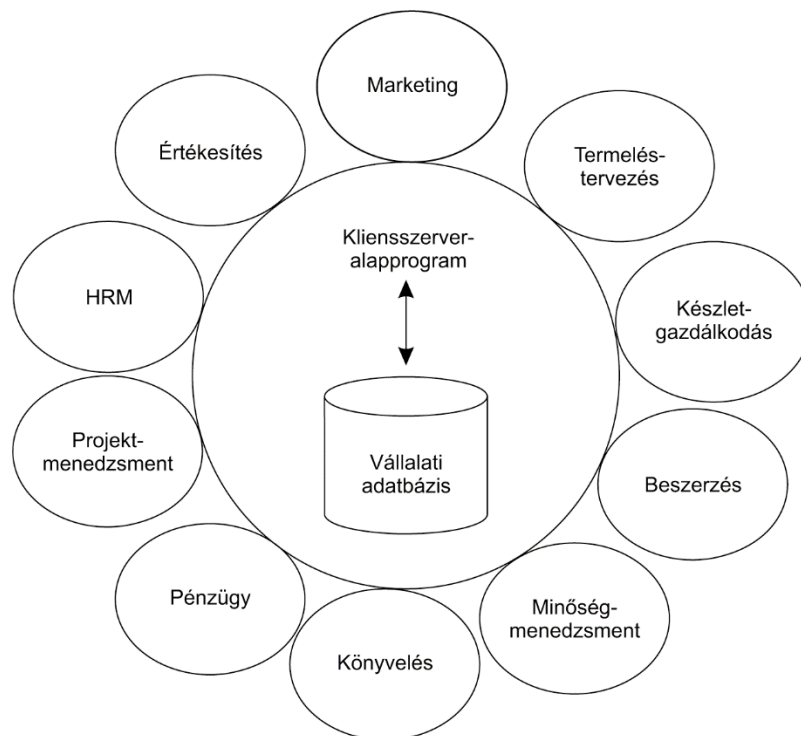 Marketing
Értékesítés
Termelés-
tervezés
Kliensszerver-
alapprogram
HRM
Készlet-
gazdálkodás
Projekt-
menedzsment
Vállalati
adatbázis
Beszerzés
Pénzügy
Minőség-
menedzsment
Könyvelés